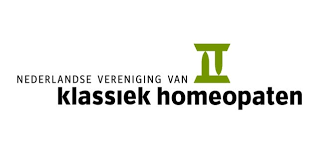 NEDERLANDSE VERENIGING VAN
klassiek homeopaten